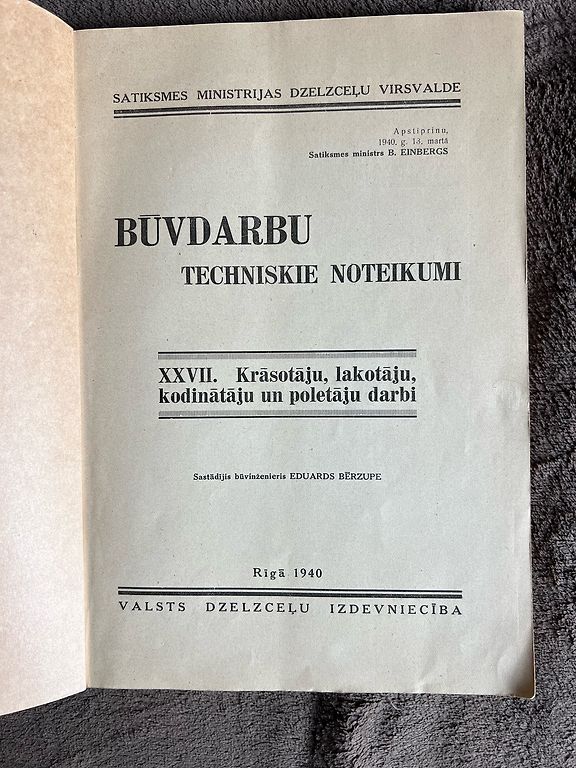 SATIKSMES MINISTRIJAS DZELZCEĻU VIRSVALDE
Apstiprinu,
1940. g. 13. martā
Satiksmes ministrs B. EINBERGS
BŪVDARBU
TECHNISKIE NOTEIKUMI
XXVII. Krāsotāju, lakotāju,
kodinātāju un poletāju darbi
Sastādījis būvinženieris EDUARDS BĒRZUPE
Rīgā 1940
VALSTS DZELZCEĻU IZDEVNIECĪBA